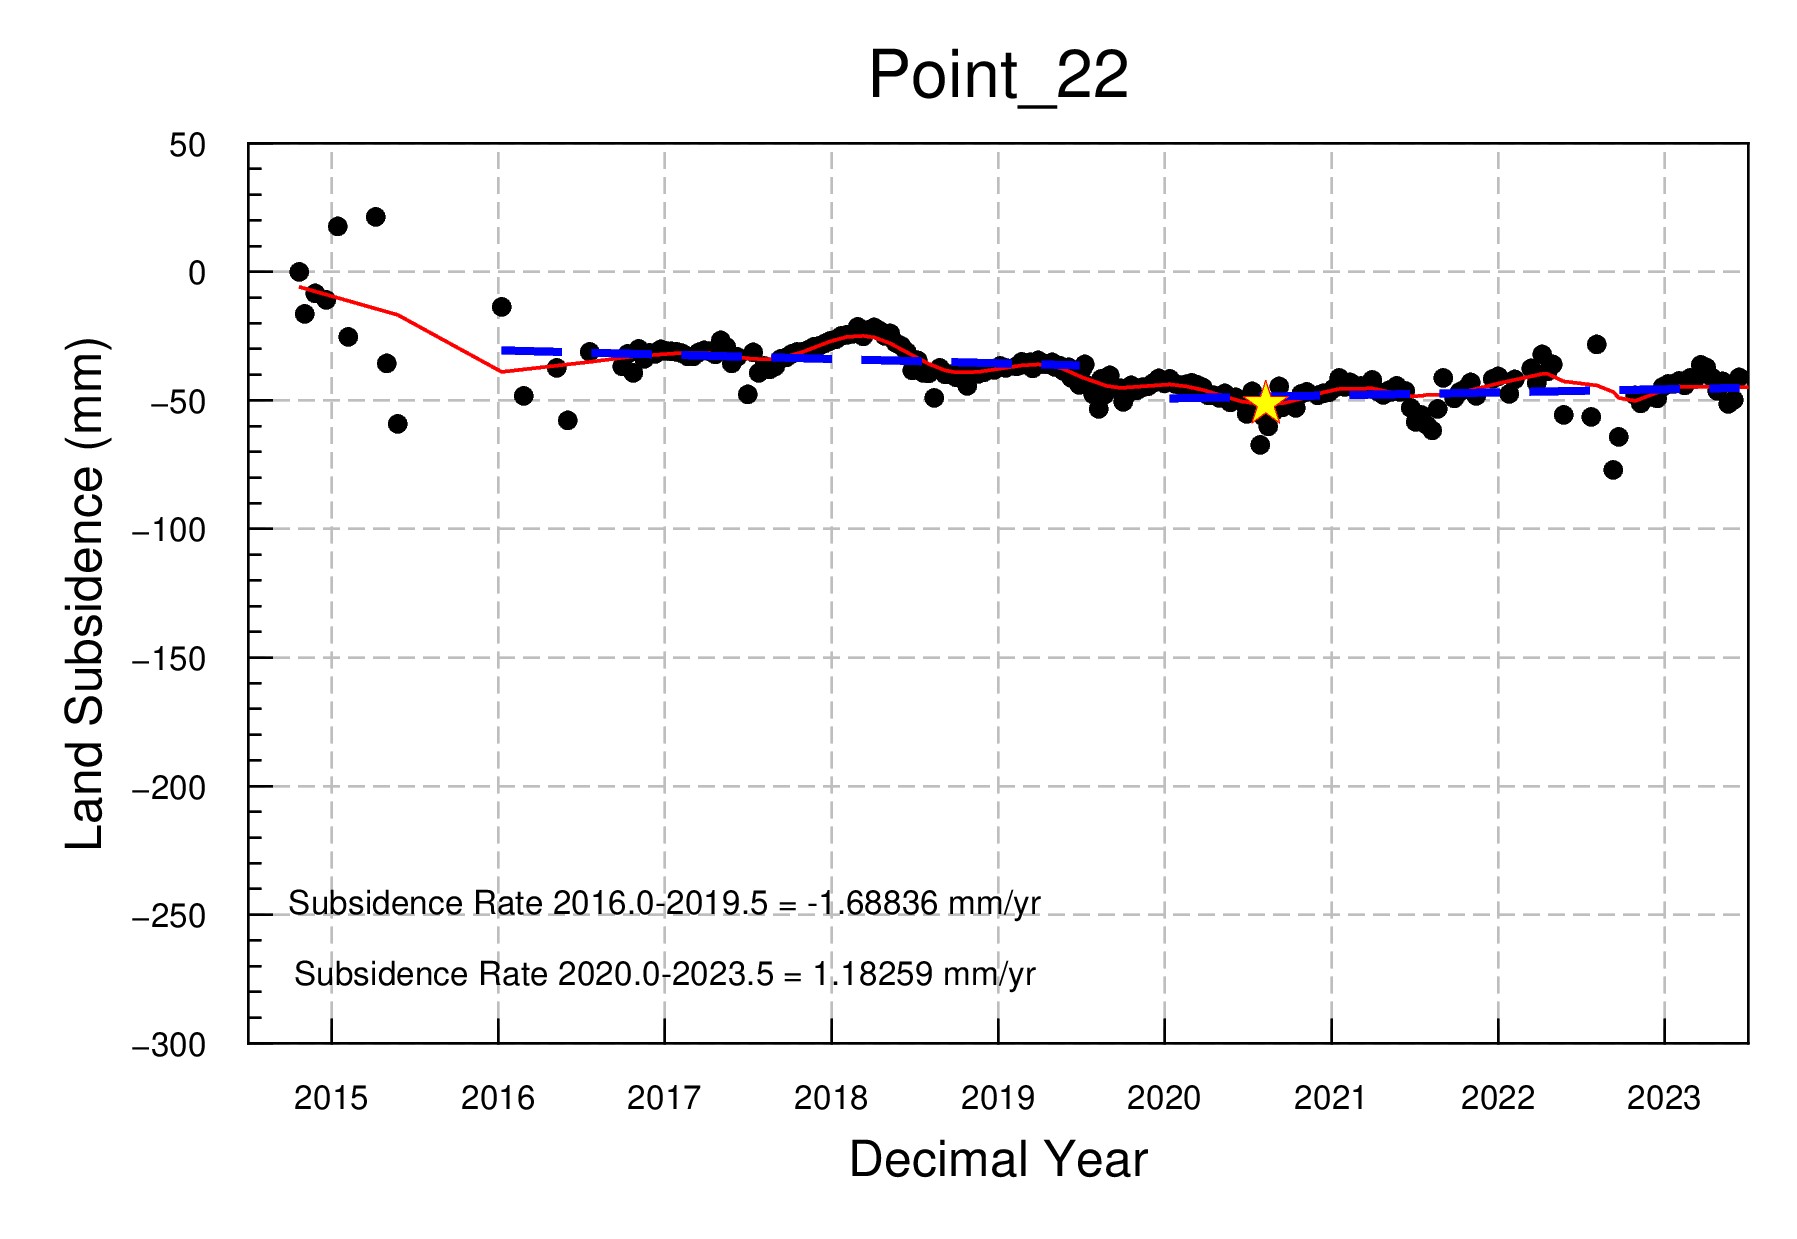 Point_22
50
0
−50
−100
−150
−200
−250
−300
Land Subsidence (mm)
Subsidence Rate 2016.0-2019.5 = -1.68836 mm/yr
Subsidence Rate 2020.0-2023.5 = 1.18259 mm/yr
2015 2016 2017 2018 2019 2020 2021 2022 2023
Decimal Year